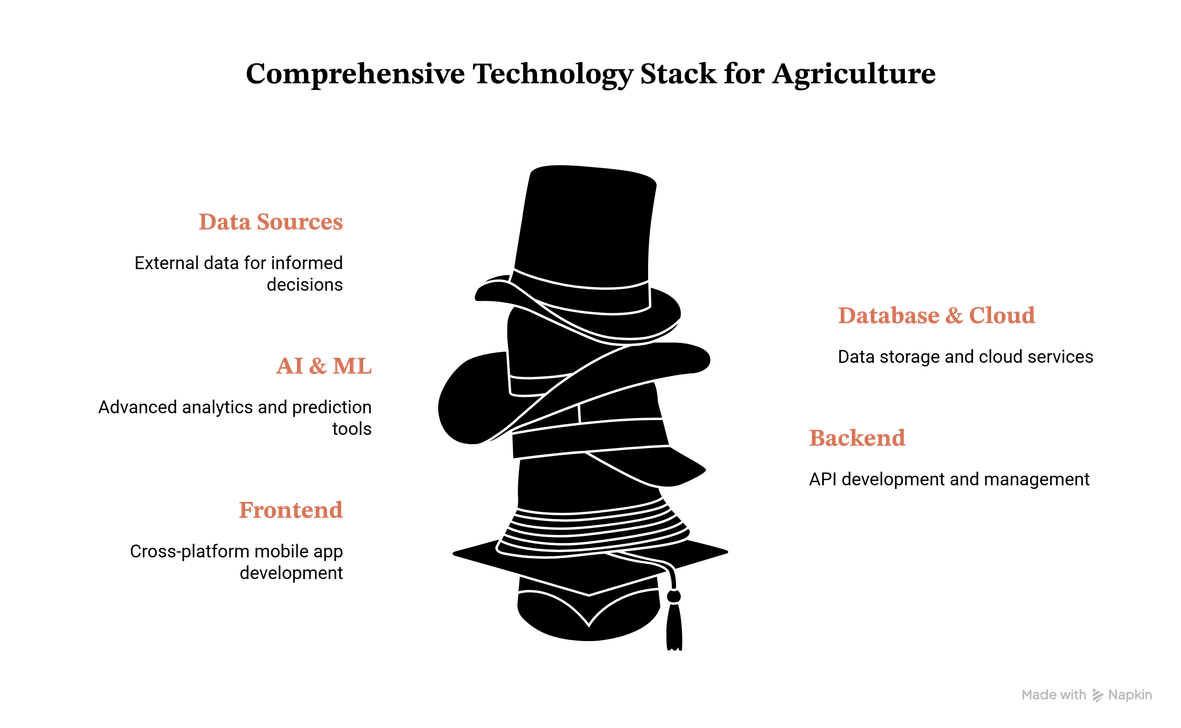 Comprehensive Technology Stack for Agriculture
Data Sources
External data for informed
decisions
Database & Cloud
Data storage and cloud services
AI & ML
Advanced analytics and prediction
tools
Backend
API development and management
Frontend
Cross-platform mobile app
development
Made with Napkin